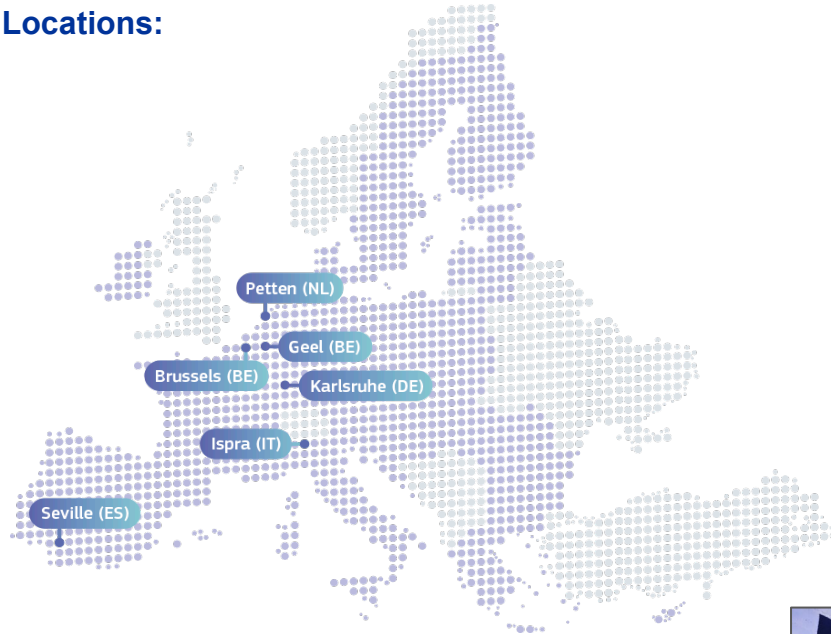 Locations:
Petten (NL)
Geel (BE)
Brussels (BE)
Karlsruhe (DE)
Ispra (IT)
Seville (ES)